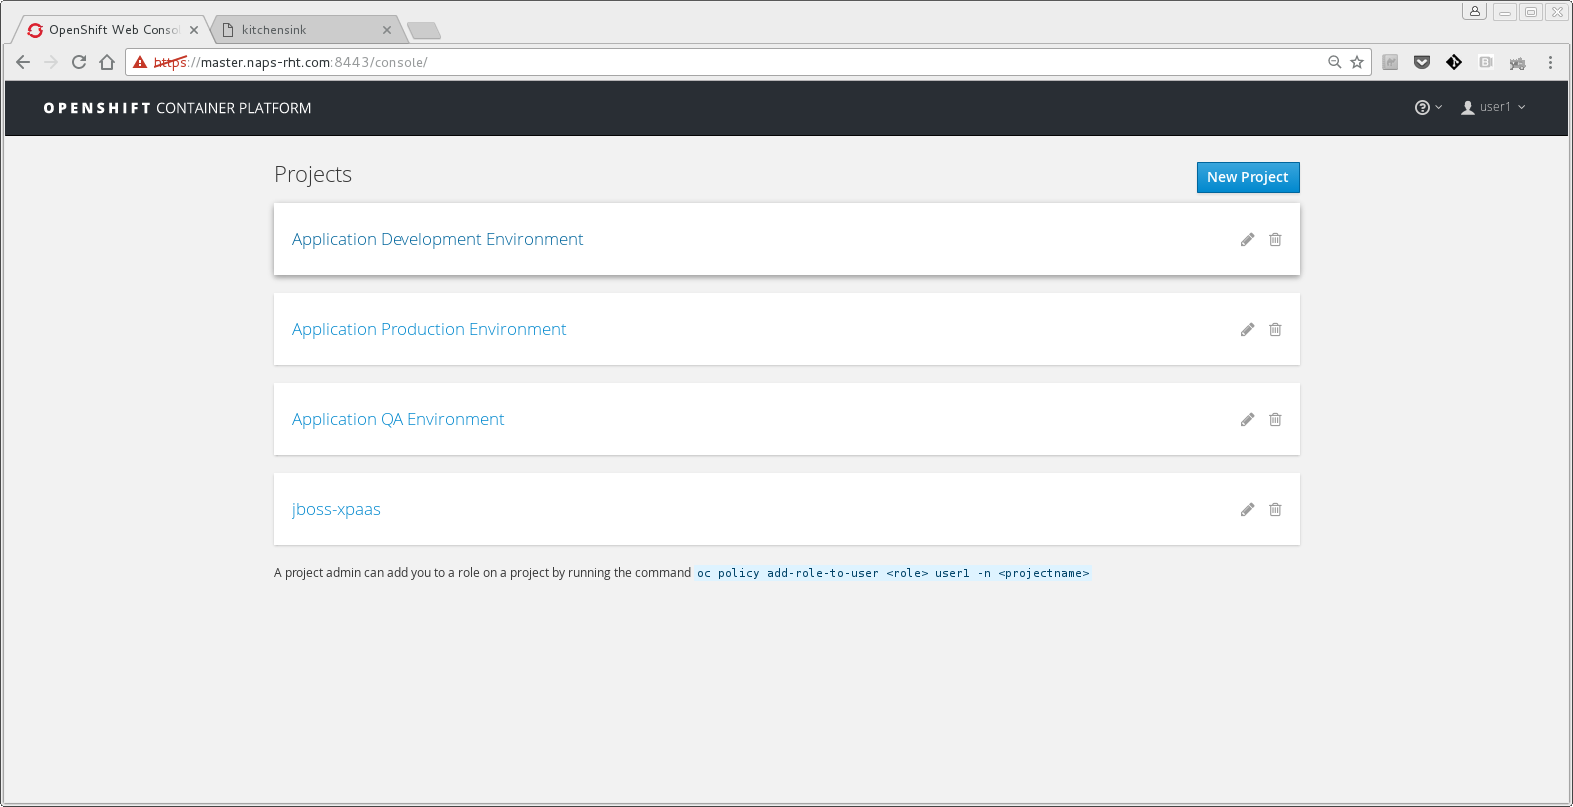 OpenShift Web Conso
kitchensink
https://master.naps-rht.com:8443/console/
OPENSHIFT CONTAINER PLATFORM
user1
Projects
New Project
Application Development Environment
Application Production Environment
Application QA Environment
jboss-xpaas
A project admin can add you to a role on a project by running the command oc policy add-role-to-user <role> user1 -n <projectname>